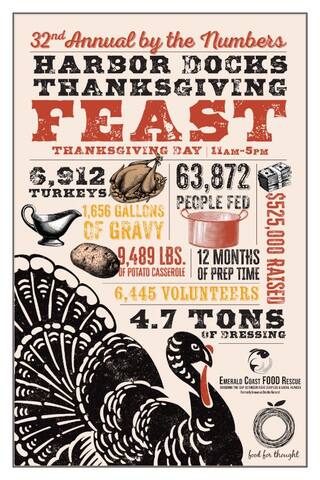 32nd Annual by the Numbers
HARBOR DOCKS
THANKSGIVING
FEAST
THANKSGIVING DAY | 11AM-5PM
6,912
TURKEYS
63,872
PEOPLE FED
$525,000 RAISED
1,656 GALLONS
OF GRAVY
9,489 LBS.
OF POTATO CASSEROLE
12 MONTHS
OF PREP TIME
6,445 VOLUNTEERS
4.7 TONS
OF DRESSING
EMERALD COAST FOOD RESCUE
food for thought